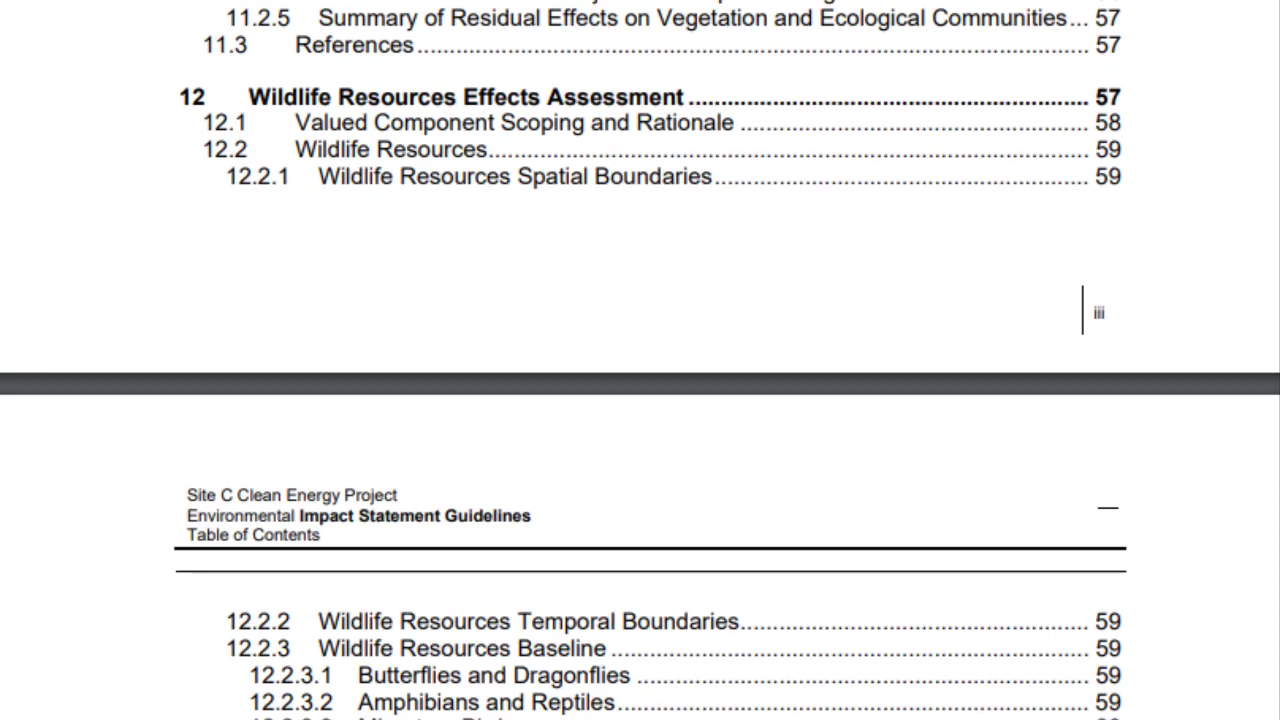 11.2.5 Summary of Residual Effects on Vegetation and Ecological Communities... 57
11.3 References........................................................................................................ 57
12 Wildlife Resources Effects Assessment ............................................................. 57
12.1 Valued Component Scoping and Rationale ...................................................... 58
12.2 Wildlife Resources............................................................................................. 59
12.2.1 Wildlife Resources Spatial Boundaries.......................................................... 59
iii
Site C Clean Energy Project
Environmental Impact Statement Guidelines
Table of Contents
12.2.2 Wildlife Resources Temporal Boundaries...................................................... 59
12.2.3 Wildlife Resources Baseline .......................................................................... 59
12.2.3.1 Butterflies and Dragonflies ...................................................................... 59
12.2.3.2 Amphibians and Reptiles......................................................................... 59